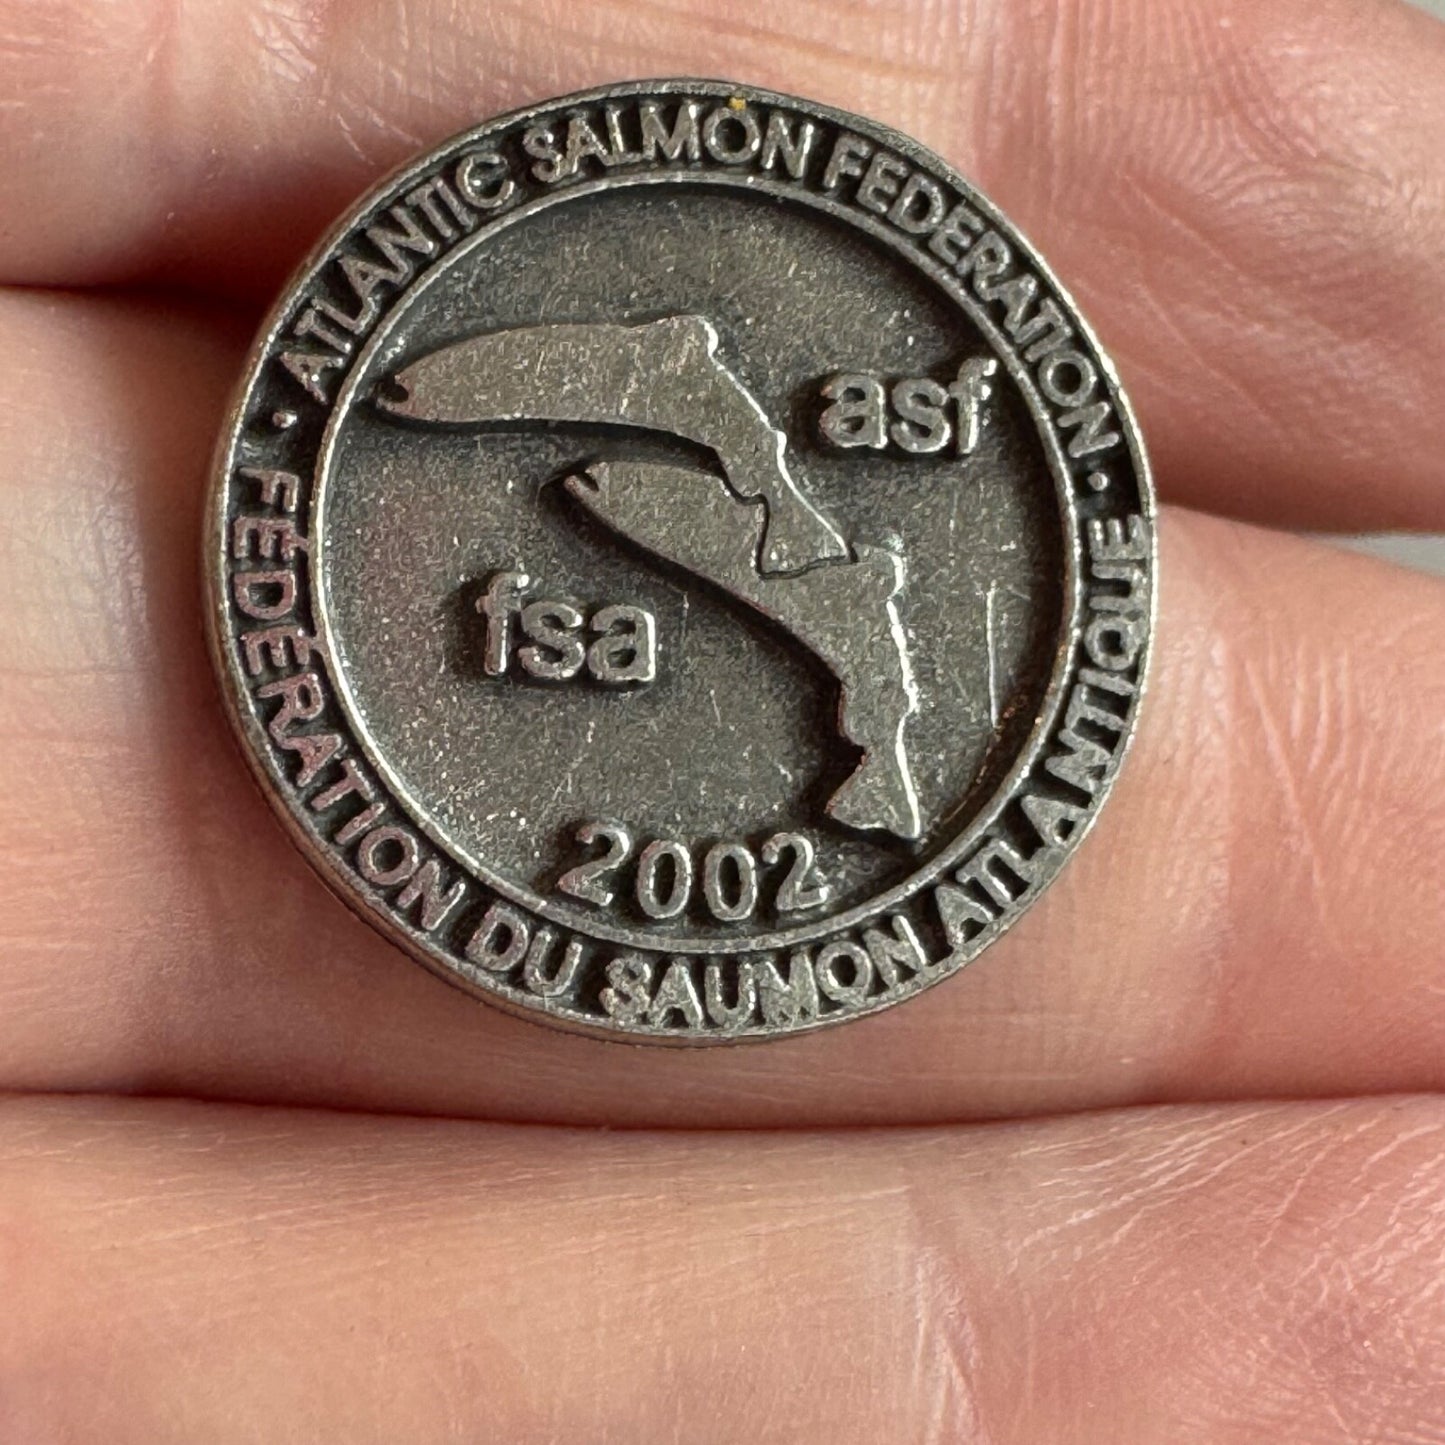 • ATLANTIC SALMON FEDERATION •
asf
fsa
2002
FÉDÉRATION DU SAUMON ATLANTIQUE